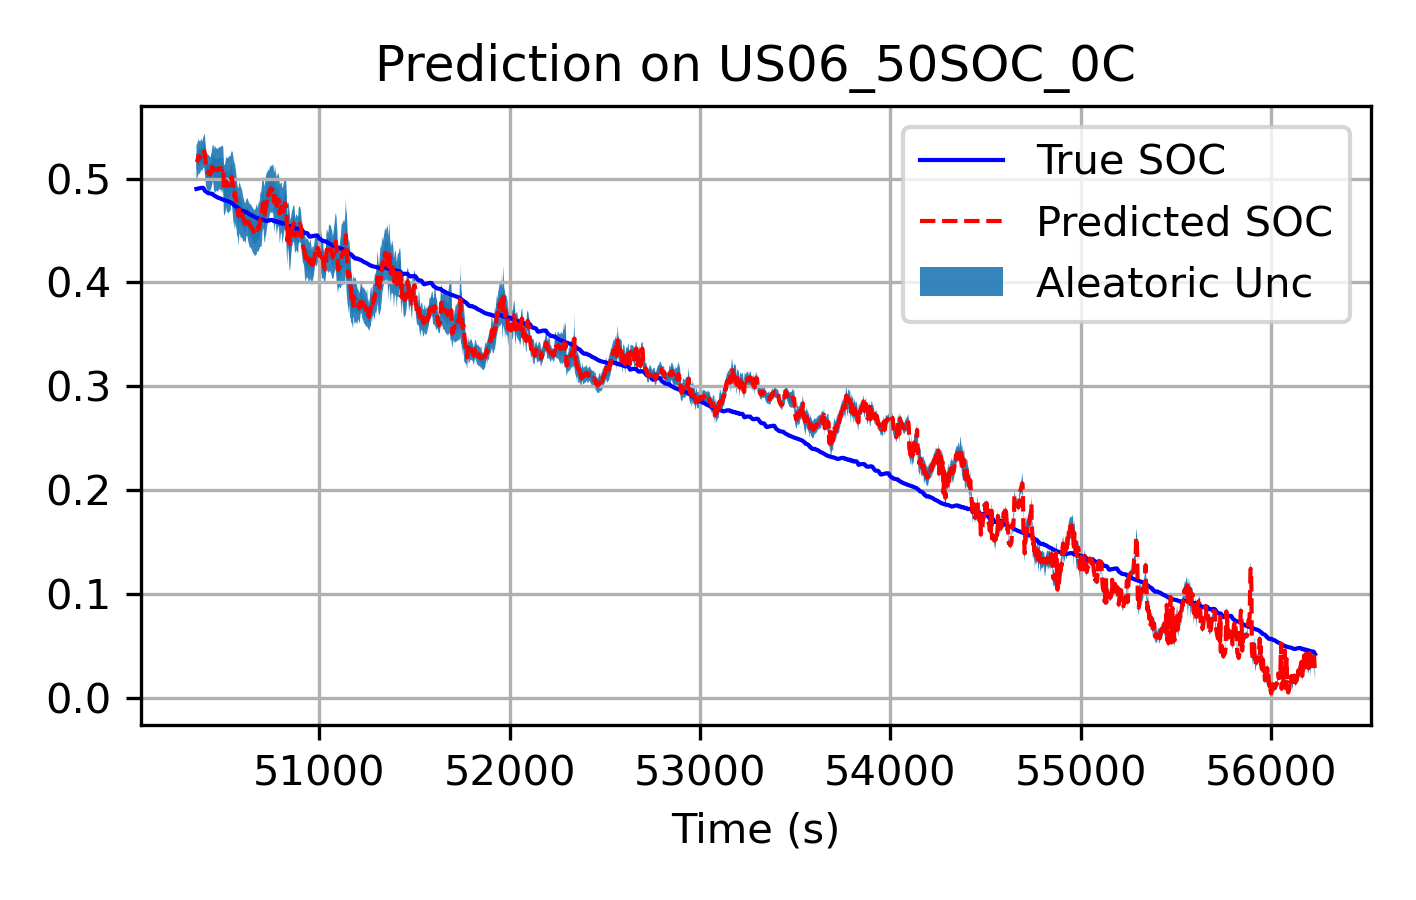 Prediction on US06_50SOC_0C
True SOC
Predicted SOC
Aleatoric Unc
0.5
0.4
0.3
0.2
0.1
0.0
51000 52000 53000 54000 55000 56000
Time (s)